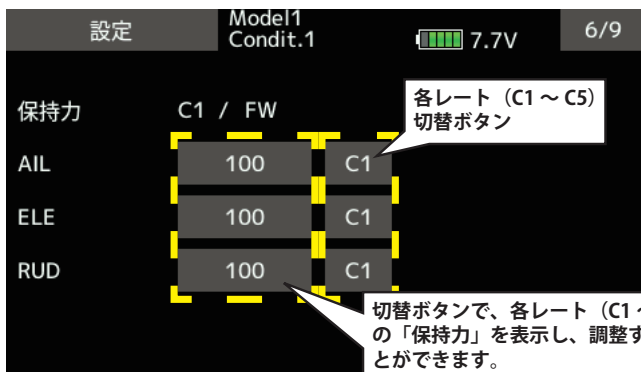 設定
Model1
Condit.1
7.7V
6/9
保持力 C1 / FW
各レート（C1 ～ C5）
切替ボタン
AIL 100 C1
ELE 100 C1
RUD 100 C1
切替ボタンで、各レート（C1
の「保持力」を表示し、調整す
とができます。